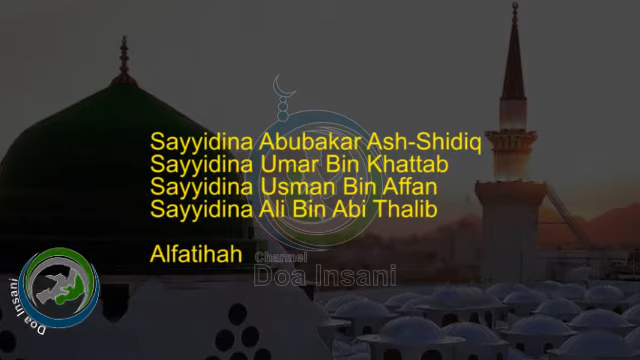 Sayyidina Abubakar Ash-Shidiq
Sayyidina Umar Bin Khattab
Sayyidina Usman Bin Affan
Sayyidina Ali Bin Abi Thalib
Alfatihah
Channel
Doa Insani
Doa Insani